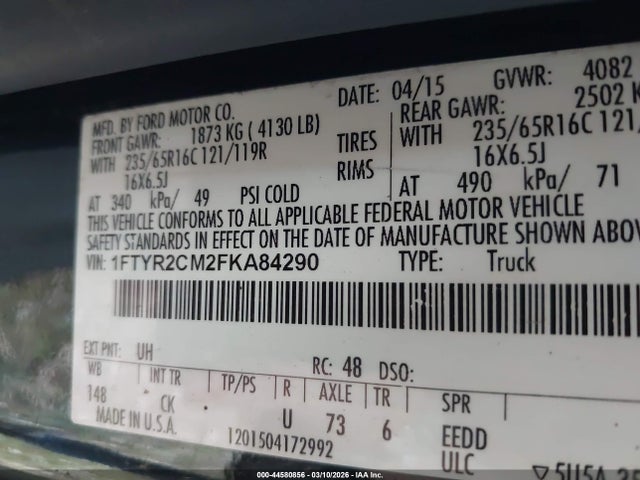 MFD. BY FORD MOTOR CO. DATE: 04/15 GVWR: 4082
FRONT GAWR: 1873 KG ( 4130 LB) REAR GAWR: 2502 K
WITH 235/65R16C 121/119R TIRES WITH 235/65R16C 121/
16X6.5J RIMS 16X6.5J
AT 340 kPa/ 49 PSI COLD AT 490 kPa/ 71
THIS VEHICLE CONFORMS TO ALL APPLICABLE FEDERAL MOTOR VEHICLE
SAFETY STANDARDS IN EFFECT ON THE DATE OF MANUFACTURE SHOWN ABOV
VIN: 1FTYR2CM2FKA84290 TYPE: Truck
EXT PNT: UH RC: 48 DSO:
WB INT TR TP/PS R AXLE TR SPR
148 CK U 73 6 EEDD
MADE IN U.S.A. 1201504172992 ULC
000-44580856 - 03/10/2026 - COPART: IAA HOLDINGS, LLC